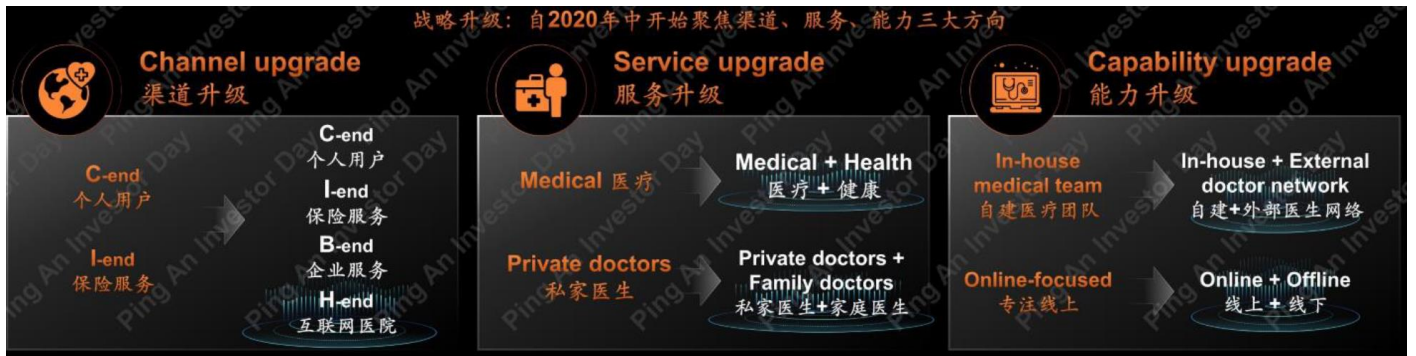 战略升级：自2020年中开始聚焦渠道、服务、能力三大方向
Channel upgrade
渠道升级
C-end
个人用户
I-end
保险服务
C-end
个人用户
I-end
保险服务
B-end
企业服务
H-end
互联网医院
Service upgrade
服务升级
Medical 医疗
Medical + Health
医疗 + 健康
Private doctors
私家医生
Private doctors +
Family doctors
私家医生+家庭医生
Capability upgrade
能力升级
In-house
medical team
自建医疗团队
In-house + External
doctor network
自建+外部医生网络
Online-focused
专注线上
Online + Offline
线上 + 线下
Ping An Investor Day